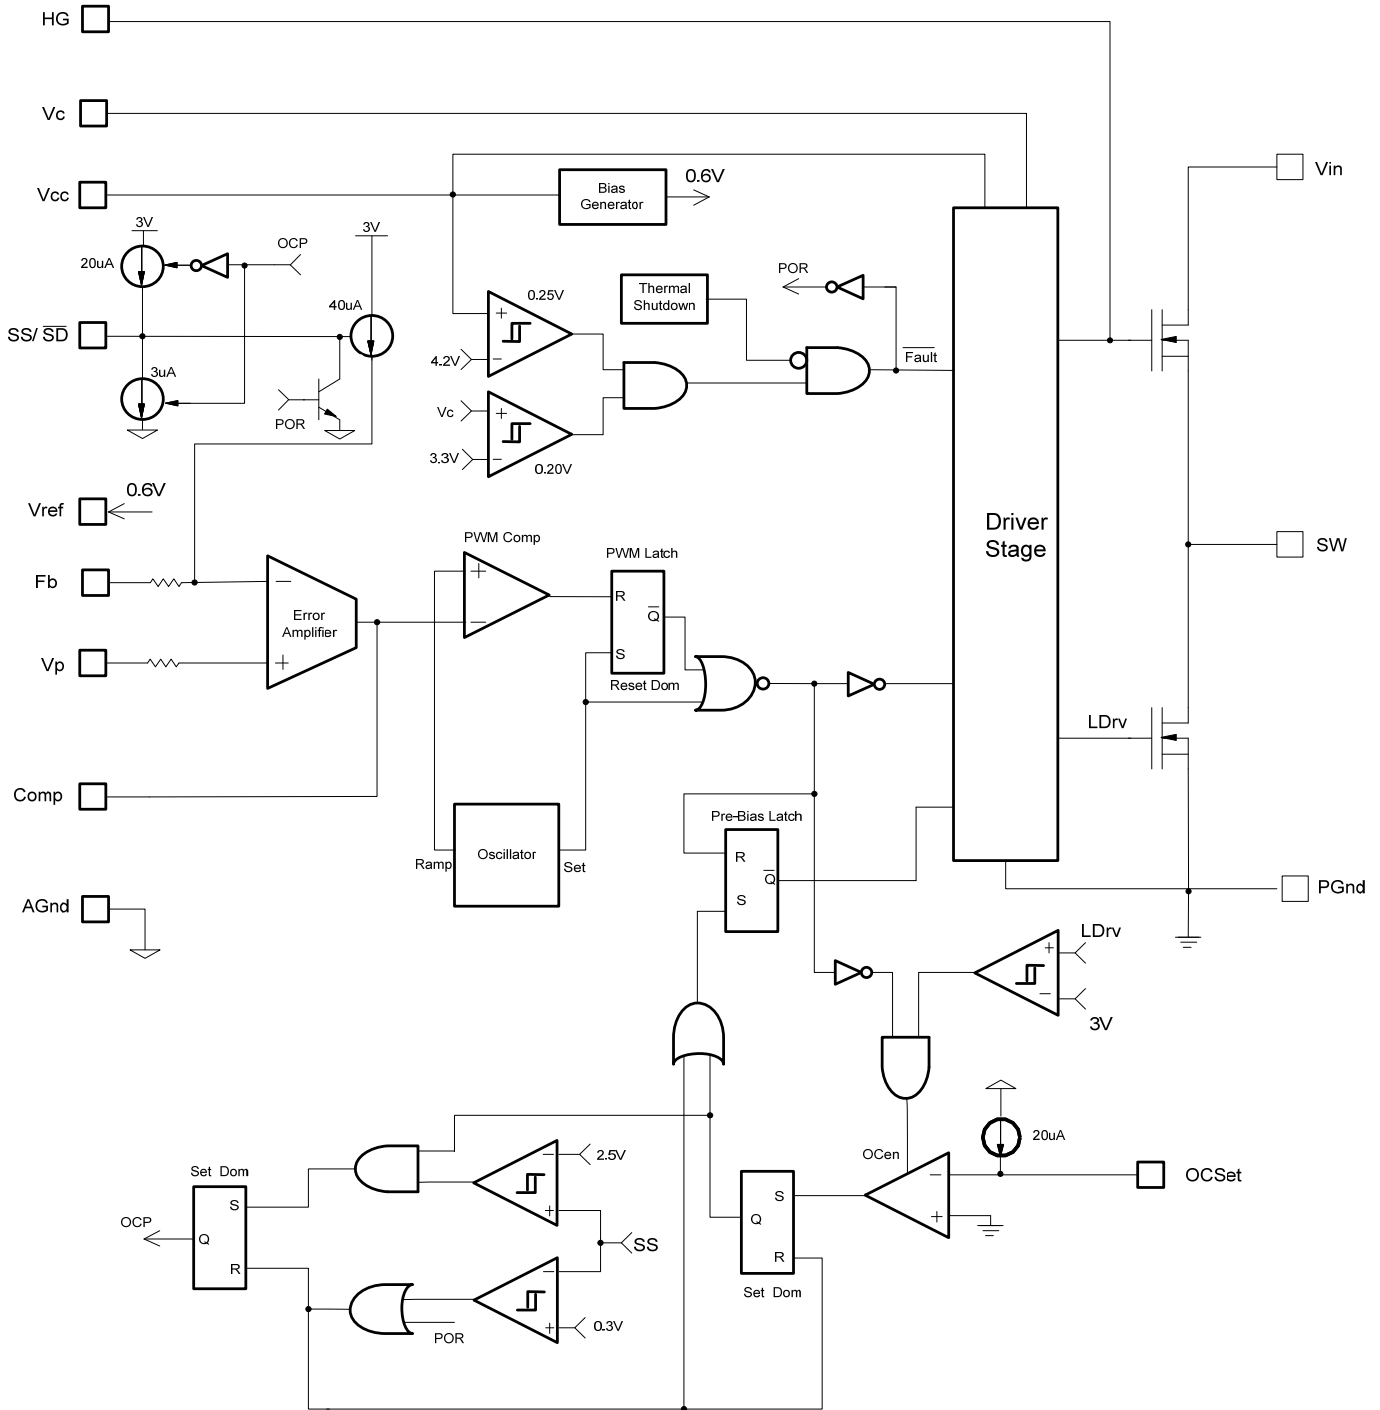 HG
Vc
Vcc
Bias
Generator
0.6V
Vin
3V
3V
20uA
OCP
40uA
SS/ SD
3uA
POR
0.25V
4.2V
Vc
3.3V
0.20V
Thermal
Shutdown
POR
Fault
Vref
0.6V
Driver
Stage
SW
PWM Comp
PWM Latch
Fb
Error
Amplifier
+
−
−
+
R
Q
S
Reset Dom
Vp
LDrv
Comp
Ramp
Oscillator
Set
Pre-Bias Latch
R
Q
S
PGnd
AGnd
+
−
LDrv
3V
20uA
OCen
−
+
OCSet
Set Dom
S
Q
R
OCP
−
+
2.5V
SS
−
+
0.3V
POR
S
Q
R
Set Dom
+
−
+
−